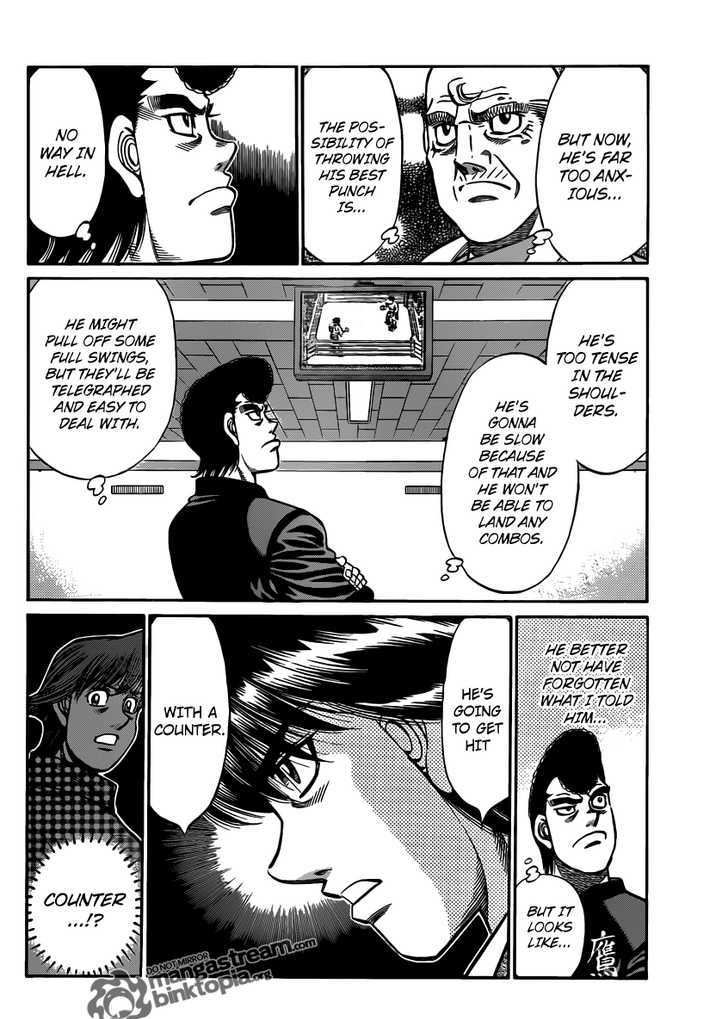 BUT NOW,
HE'S FAR
TOO ANX-
IOUS...
THE POS-
SIBILITY OF
THROWING
HIS BEST
PUNCH
IS...
NO
WAY IN
HELL.
HE'S
TOO TENSE
IN THE
SHOUL-
DERS.
HE'S
GONNA
BE SLOW
BECAUSE
OF THAT AND
HE WON'T
BE ABLE TO
LAND ANY
COMBOS.
HE MIGHT
PULL OFF SOME
FULL SWINGS,
BUT THEY'LL BE
TELEGRAPHED
AND EASY TO
DEAL WITH.
HE BETTER
NOT HAVE
FORGOTTEN
WHAT I TOLD
HIM...
BUT IT
LOOKS
LIKE...
鷹
HE'S
GOING
TO GET
HIT
WITH A
COUNTER.
COUNTER
...!?
DO NOT MIRROR
mangastream.com
binktopia.org